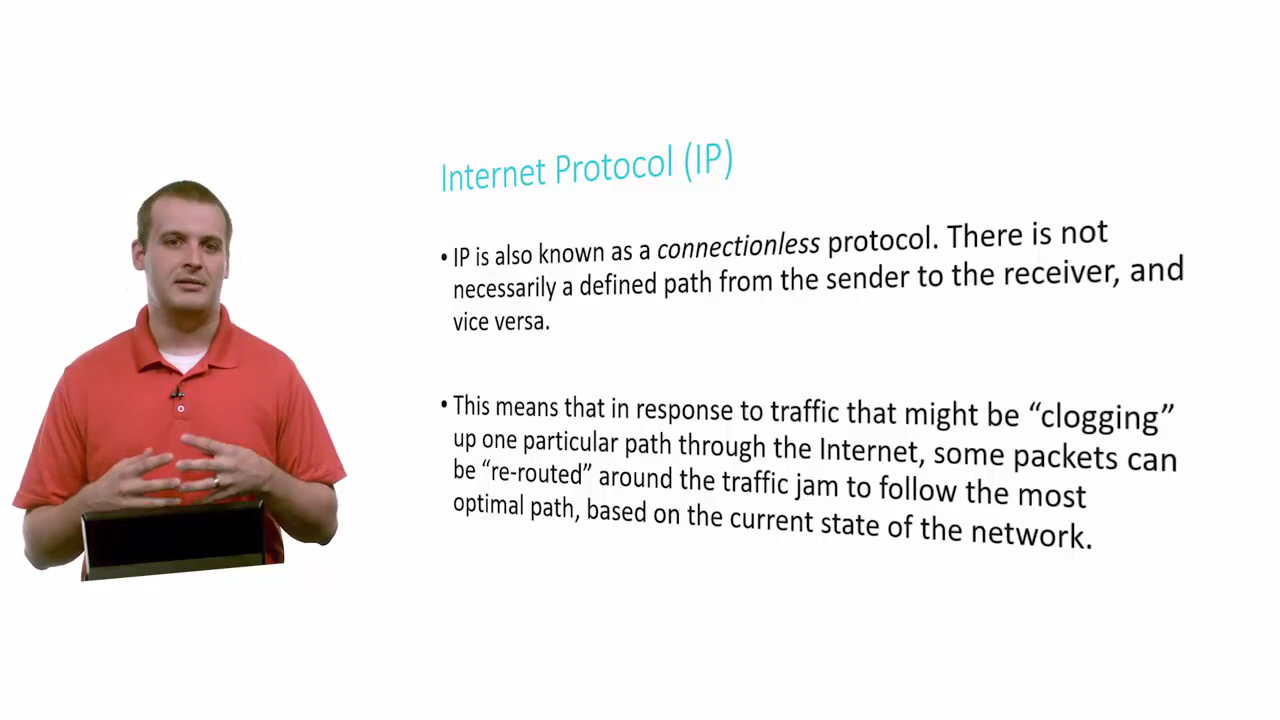 Internet Protocol (IP)
• IP is also known as a connectionless protocol. There is not
necessarily a defined path from the sender to the receiver, and
vice versa.
• This means that in response to traffic that might be “clogging”
up one particular path through the Internet, some packets can
be “re-routed” around the traffic jam to follow the most
optimal path, based on the current state of the network.